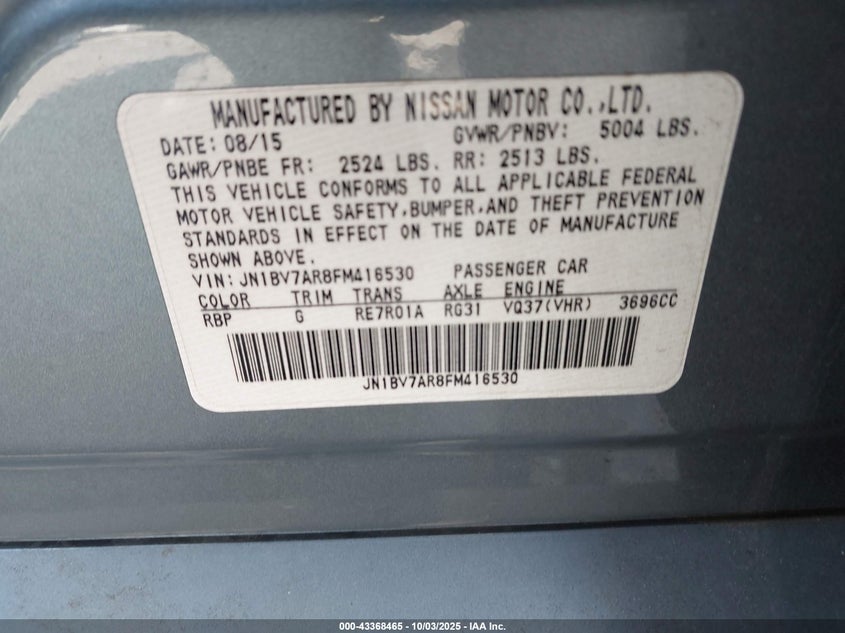 MANUFACTURED BY NISSAN MOTOR CO.,LTD.
DATE: 08/15 GVWR/PNBV: 5004 LBS.
GAWR/PNBE FR: 2524 LBS. RR: 2513 LBS.
THIS VEHICLE CONFORMS TO ALL APPLICABLE FEDERAL
MOTOR VEHICLE SAFETY,BUMPER,AND THEFT PREVENTION
STANDARDS IN EFFECT ON THE DATE OF MANUFACTURE
SHOWN ABOVE.
VIN: JN1BV7AR8FM416530 PASSENGER CAR
COLOR TRIM TRANS AXLE ENGINE
RBP G RE7R01A RG31 VQ37(VHR) 3696CC
JN1BV7AR8FM416530
000-43368465 - 10/03/2025 - IAA Inc.